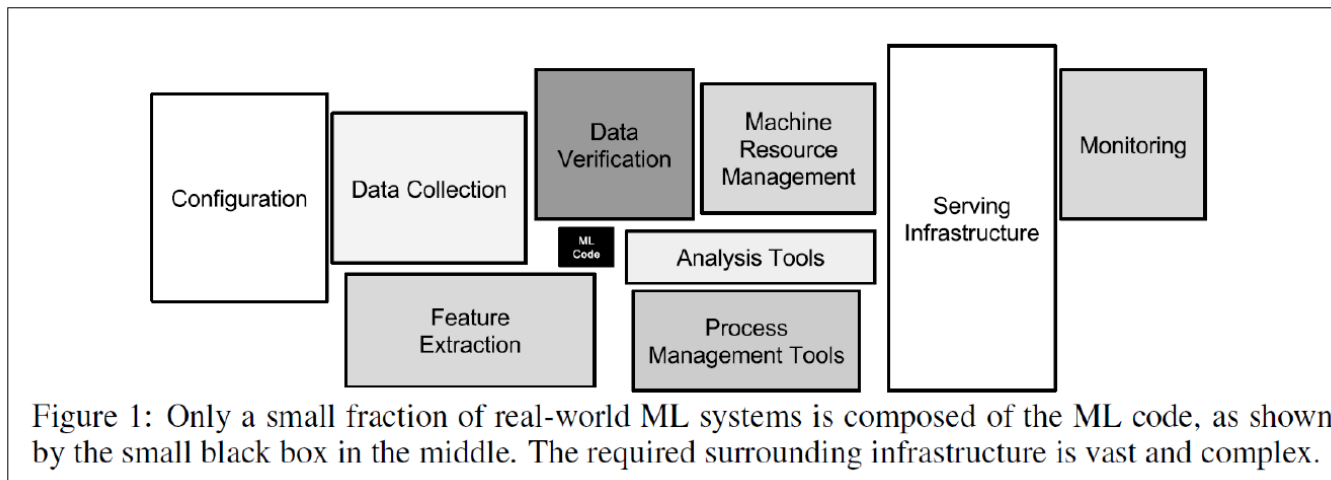 Configuration
Data Collection
Data
Verification
Machine
Resource
Management
Serving
Infrastructure
Monitoring
ML
Code
Analysis Tools
Feature
Extraction
Process
Management Tools
Figure 1: Only a small fraction of real-world ML systems is composed of the ML code, as shown
by the small black box in the middle. The required surrounding infrastructure is vast and complex.